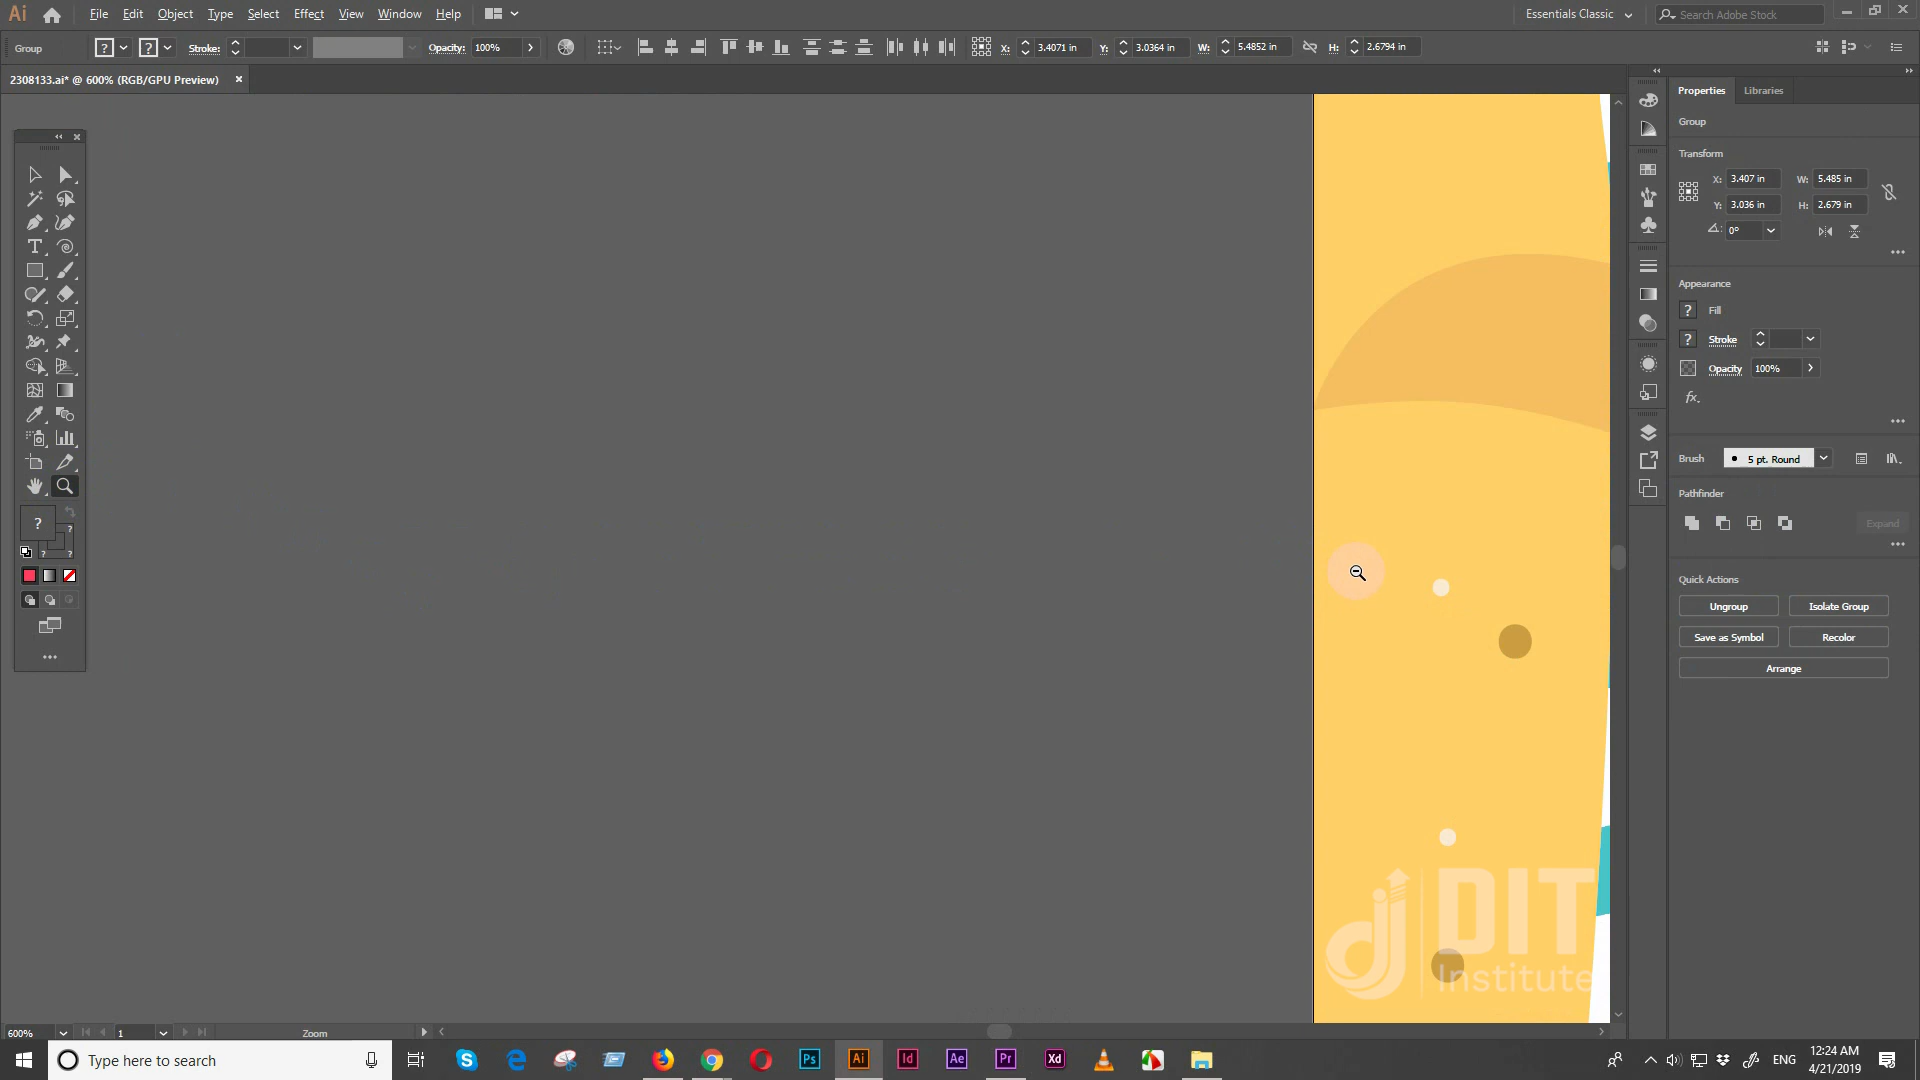 Ai File Edit Object Type Select Effect View Window Help Essentials Classic Search Adobe Stock
Group ? ? Stroke: Opacity: 100% X: 3.4071 in Y: 3.0364 in W: 5.4852 in H: 2.6794 in
2308133.ai* @ 600% (RGB/GPU Preview)
Properties Libraries
Group
Transform
X: 3.407 in W: 5.485 in
Y: 3.036 in H: 2.679 in
0°
Appearance
? Fill
? Stroke
Opacity 100%
fx.
Brush 5 pt. Round
Pathfinder
Expand
? ?
? ?
Quick Actions
Ungroup Isolate Group
Save as Symbol Recolor
Arrange
DIT
Institute
600% 1 Zoom
Type here to search Ps Ai Id Ae Pr Xd ENG 12:24 AM
4/21/2019